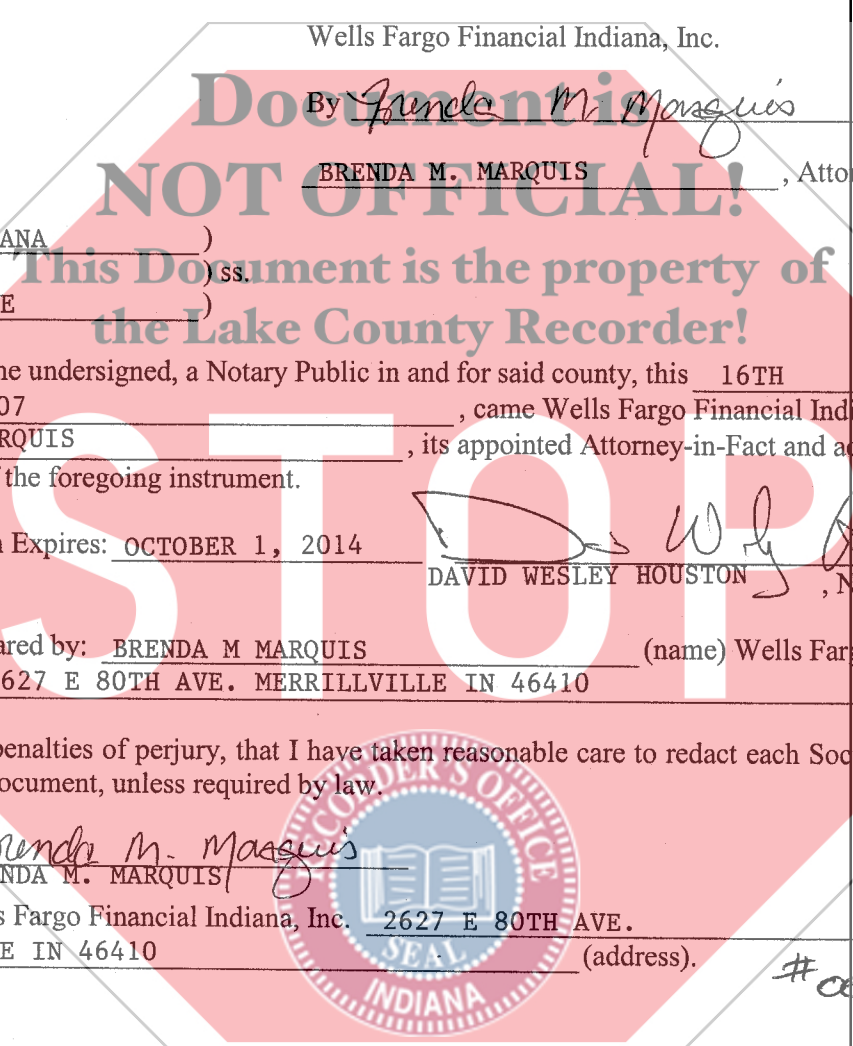 Wells Fargo Financial Indiana, Inc.
Document is
By Brenda M. Marquis
NOT OFFICIAL!
BRENDA M. MARQUIS , Attor
ANA )
This Document is the property of
) ss.
E )
the Lake County Recorder!
ne undersigned, a Notary Public in and for said county, this 16TH
07 , came Wells Fargo Financial Indi
RQUIS , its appointed Attorney-in-Fact and a
the foregoing instrument.
STOP
Expires: OCTOBER 1, 2014
DAVID WESLEY HOUSTON , N
ared by: BRENDA M MARQUIS (name) Wells Far
627 E 80TH AVE. MERRILLVILLE IN 46410
penalties of perjury, that I have taken reasonable care to redact each Soc
ocument, unless required by law.
RECORDER'S OFFICE
renda M. Marquis
NDA M. MARQUIS
s Fargo Financial Indiana, Inc. 2627 E 80TH AVE.
E IN 46410 (address).
SEAL
INDIANA
#